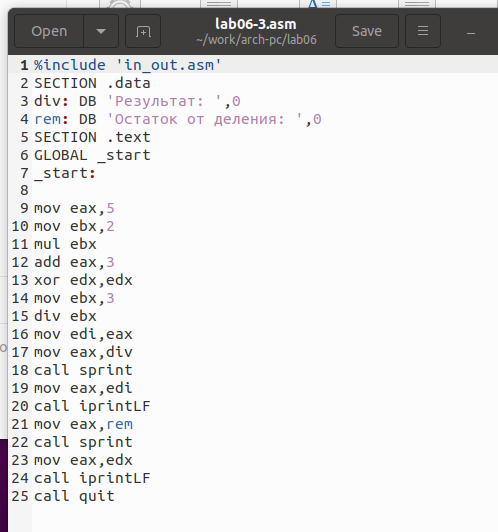 Open
lab06-3.asm
~/work/arch-pc/lab06
Save
1 %include 'in_out.asm'
2 SECTION .data
3 div: DB 'Результат: ',0
4 rem: DB 'Остаток от деления: ',0
5 SECTION .text
6 GLOBAL _start
7 _start:
8
9 mov eax,5
10 mov ebx,2
11 mul ebx
12 add eax,3
13 xor edx,edx
14 mov ebx,3
15 div ebx
16 mov edi,eax
17 mov eax,div
18 call sprint
19 mov eax,edi
20 call iprintLF
21 mov eax,rem
22 call sprint
23 mov eax,edx
24 call iprintLF
25 call quit